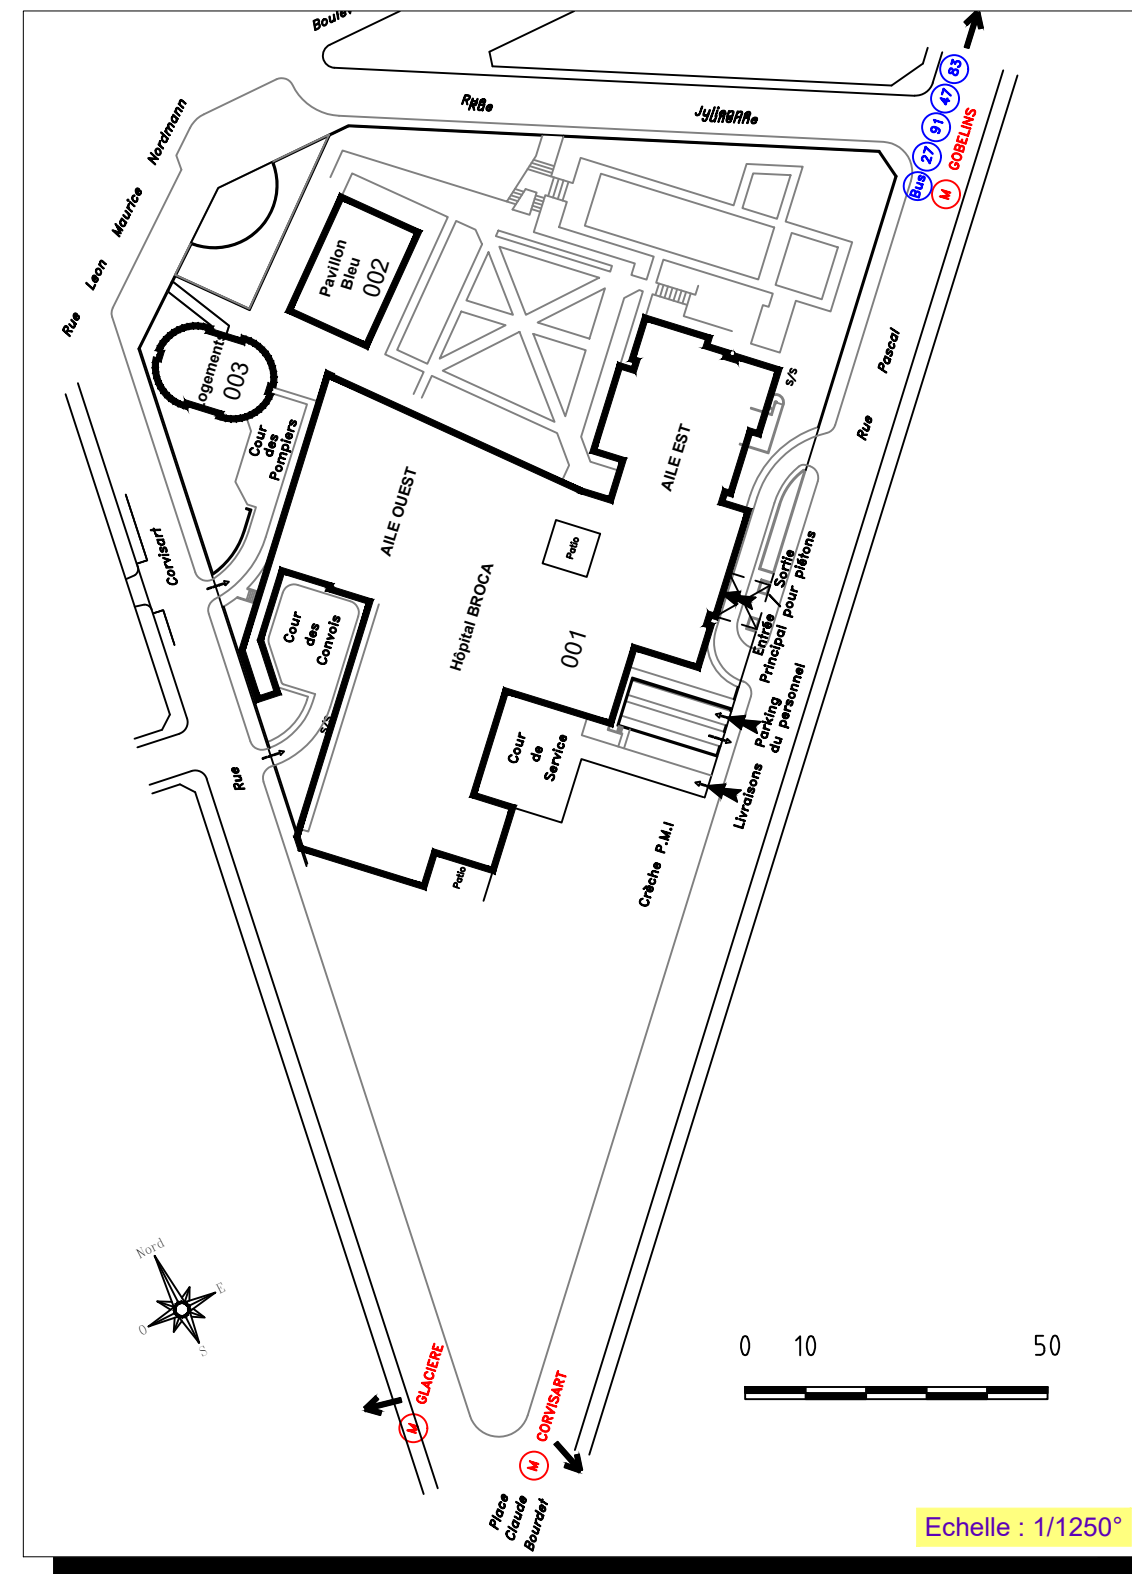 Boulev
Rue
Rue
Julienne
Julienne
83
47
91
27
Bus
M GOBELINS
Rue Leon Maurice Nordmann
Pavillon
Bleu
002
Logements
003
Cour
des
Pompiers
AILE EST
s/s
Rue Pascal
AILE OUEST
Patio
Corvisart
Cour
des
Convois
Hôpital BROCA
001
Sortie
Entrée
Principal pour piétons
Parking
du personnel
Livraisons
s/s
Cour
de
Service
Rue
Patio
Crèche P.M.I
Nord
E
O
S
0 10 50
M GLACIERE
M CORVISART
Place
Claude
Bourdet
Echelle : 1/1250°